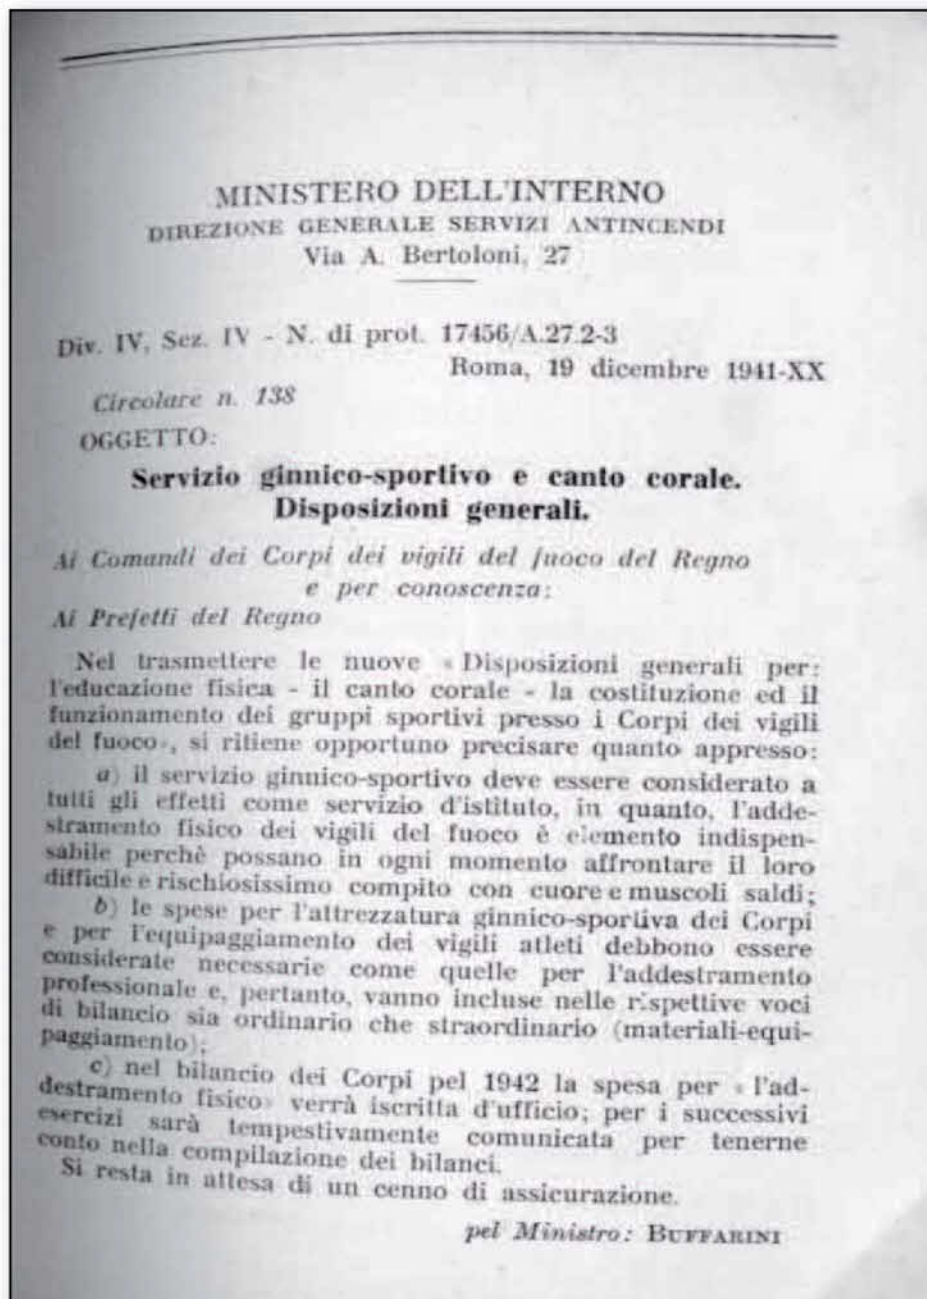 MINISTERO DELL'INTERNO
DIREZIONE GENERALE SERVIZI ANTINCENDI
Via A. Bertoloni, 27
Div. IV, Sez. IV - N. di prot. 17456/A.27.2-3
Roma, 19 dicembre 1941-XX
Circolare n. 138
OGGETTO:
Servizio ginnico-sportivo e canto corale.
Disposizioni generali.
Ai Comandi dei Corpi dei vigili del fuoco del Regno
e per conoscenza:
Ai Prefetti del Regno
Nel trasmettere le nuove «Disposizioni generali per:
l'educazione fisica - il canto corale - la costituzione ed il
funzionamento dei gruppi sportivi presso i Corpi dei vigili
del fuoco», si ritiene opportuno precisare quanto appresso:
a) il servizio ginnico-sportivo deve essere considerato a
tutti gli effetti come servizio d'istituto, in quanto, l'adde-
stramento fisico dei vigili del fuoco è elemento indispen-
sabile perchè possano in ogni momento affrontare il loro
difficile e rischiosissimo compito con cuore e muscoli saldi;
b) le spese per l'attrezzatura ginnico-sportiva dei Corpi
e per l'equipaggiamento dei vigili atleti debbono essere
considerate necessarie come quelle per l'addestramento
professionale e, pertanto, vanno incluse nelle rispettive voci
di bilancio sia ordinario che straordinario (materiali-equi-
paggiamento);
c) nel bilancio dei Corpi pel 1942 la spesa per «l'ad-
destramento fisico» verrà iscritta d'ufficio; per i successivi
esercizi sarà tempestivamente comunicata per tenerne
conto nella compilazione dei bilanci.
Si resta in attesa di un cenno di assicurazione.
pel Ministro: BUFFARINI